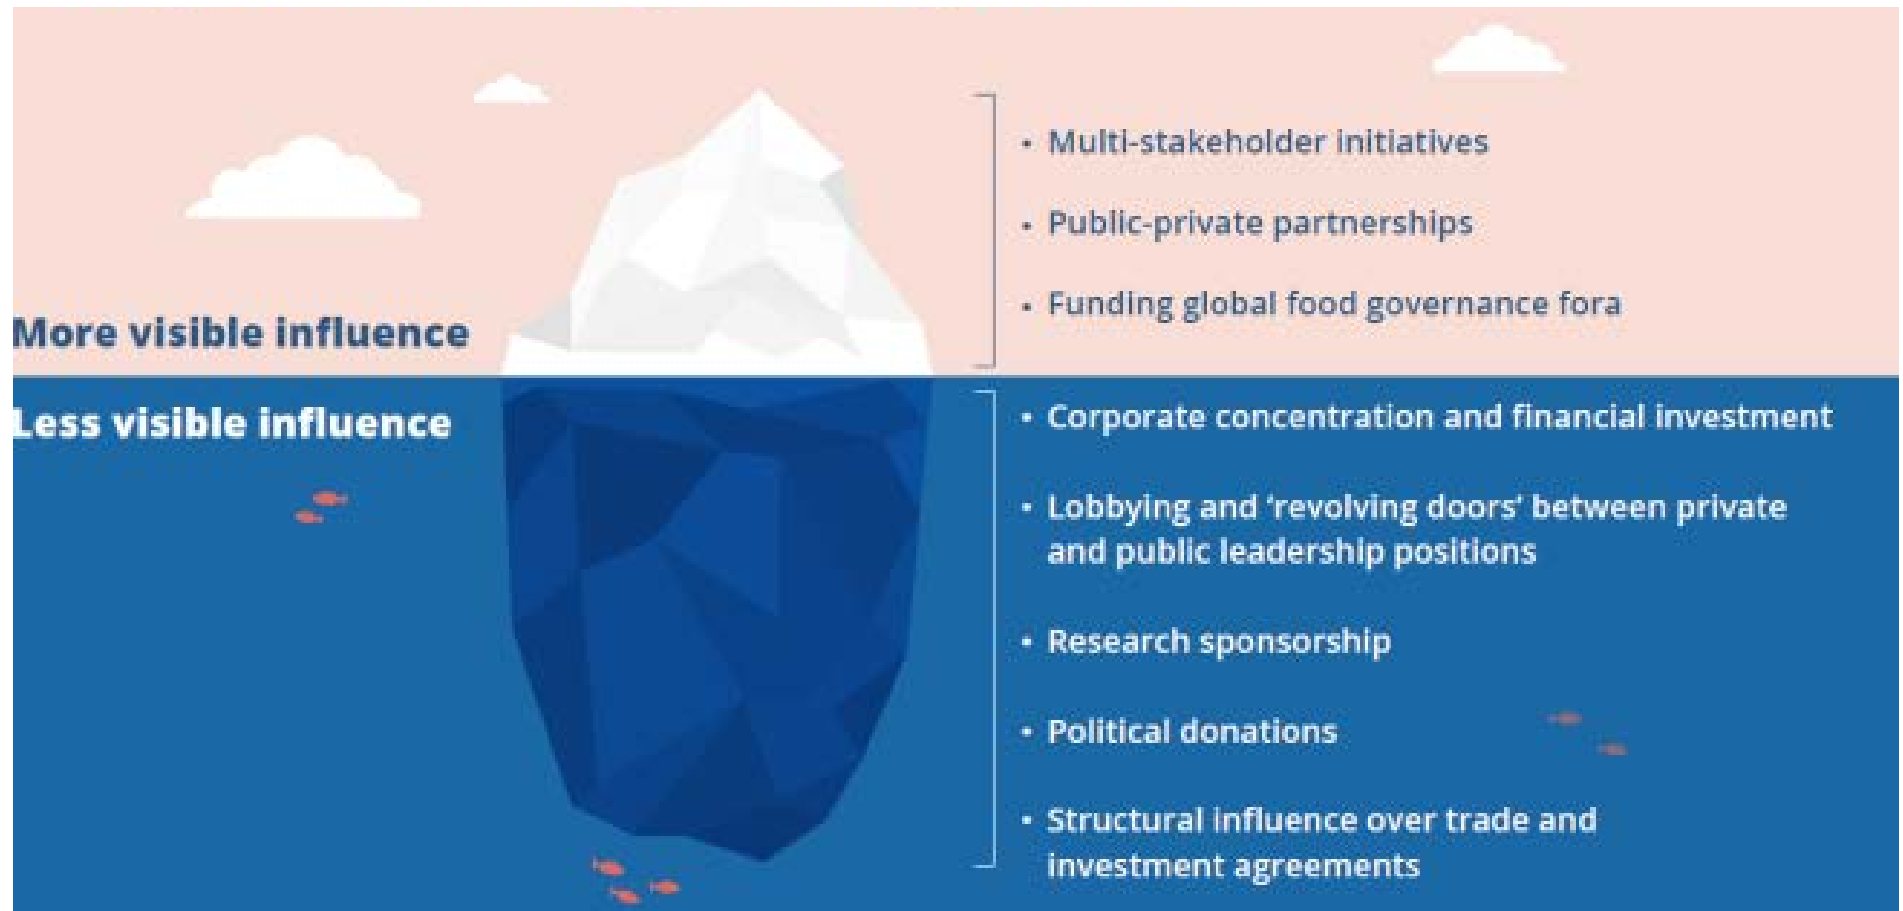 More visible influence
• Multi-stakeholder initiatives
• Public-private partnerships
• Funding global food governance fora
Less visible influence
• Corporate concentration and financial investment
• Lobbying and ‘revolving doors’ between private
and public leadership positions
• Research sponsorship
• Political donations
• Structural influence over trade and
investment agreements